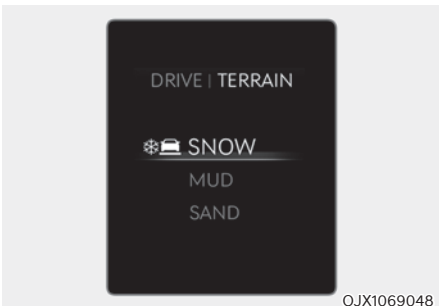 DRIVE | TERRAIN
SNOW
MUD
SAND
OJX1069048